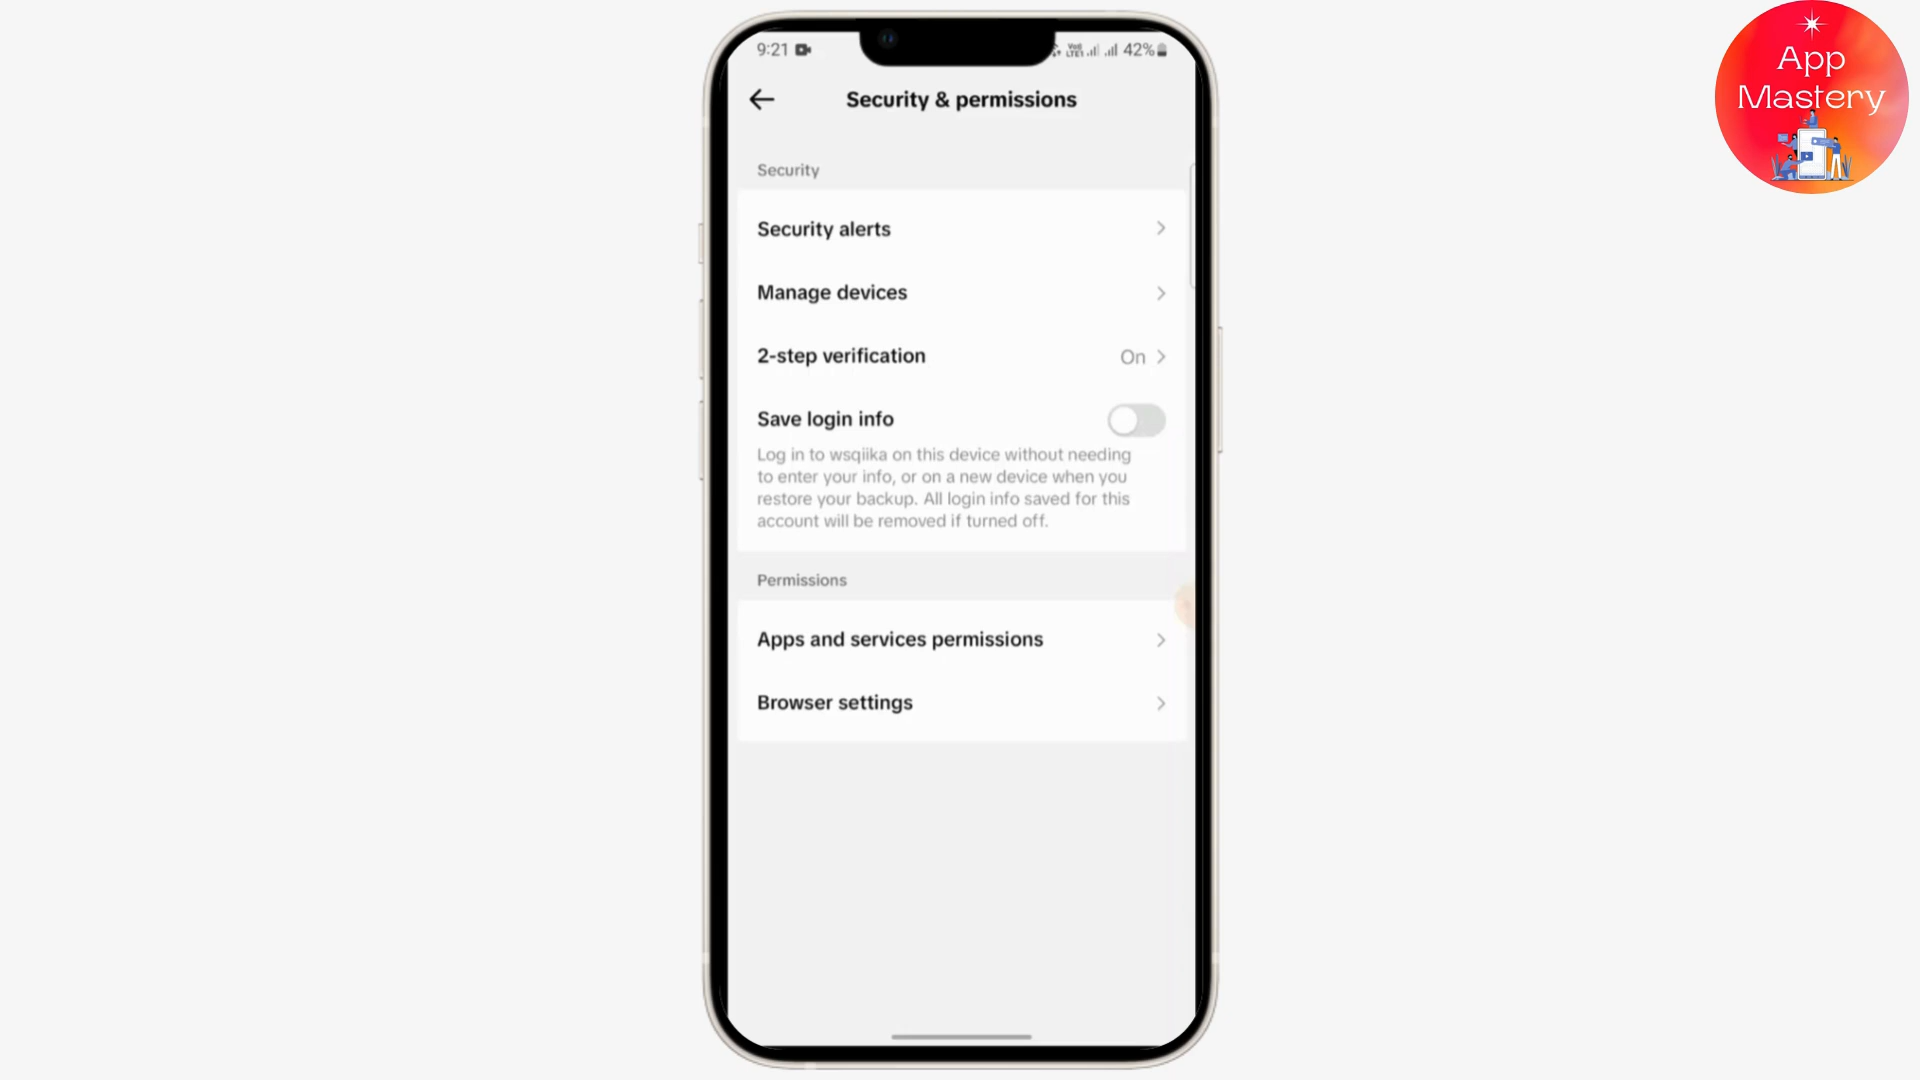 9:21
42%
App
Mastery
Security & permissions
Security
Security alerts
Manage devices
2-step verification
On
Save login info
Log in to wsqiika on this device without needing
to enter your info, or on a new device when you
restore your backup. All login info saved for this
account will be removed if turned off.
Permissions
Apps and services permissions
Browser settings